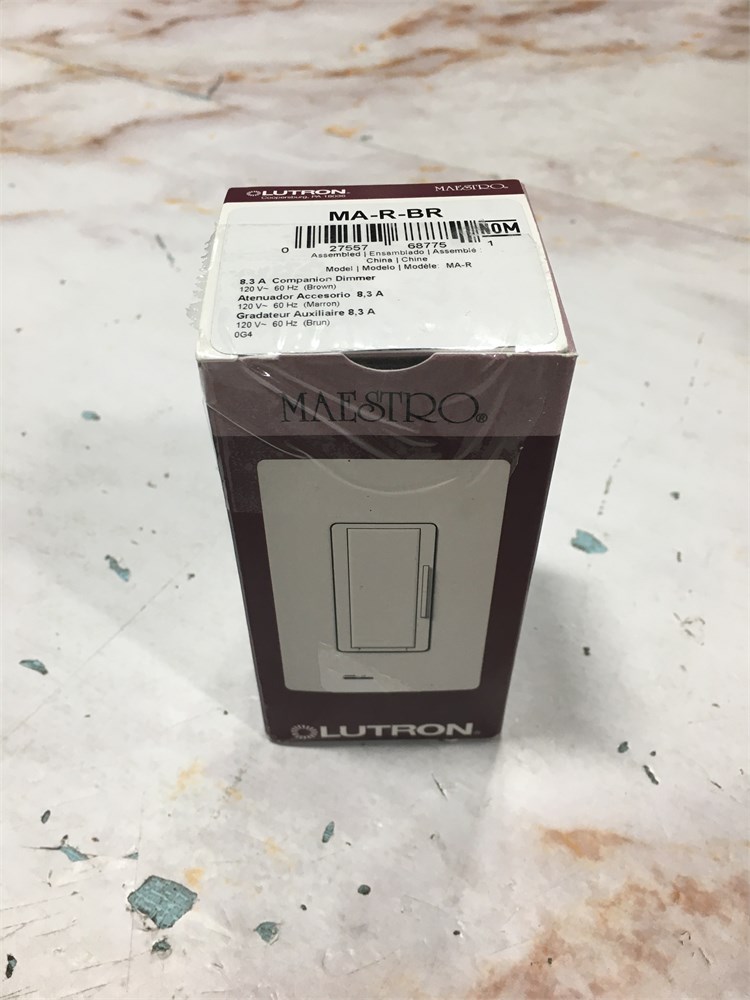 LUTRON®
Coopersburg, PA 18036
MAESTRO®
MA-R-BR
NOM
0 27557 68775 1
Assembled | Ensamblado | Assemblé :
China | Chine
Model | Modelo | Modèle: MA-R
8.3 A Companion Dimmer
120 V~ 60 Hz (Brown)
Atenuador Accesorio 8,3 A
120 V~ 60 Hz (Marron)
Gradateur Auxiliaire 8,3 A
120 V~ 60 Hz (Brun)
0G4
MAESTRO®
LUTRON®